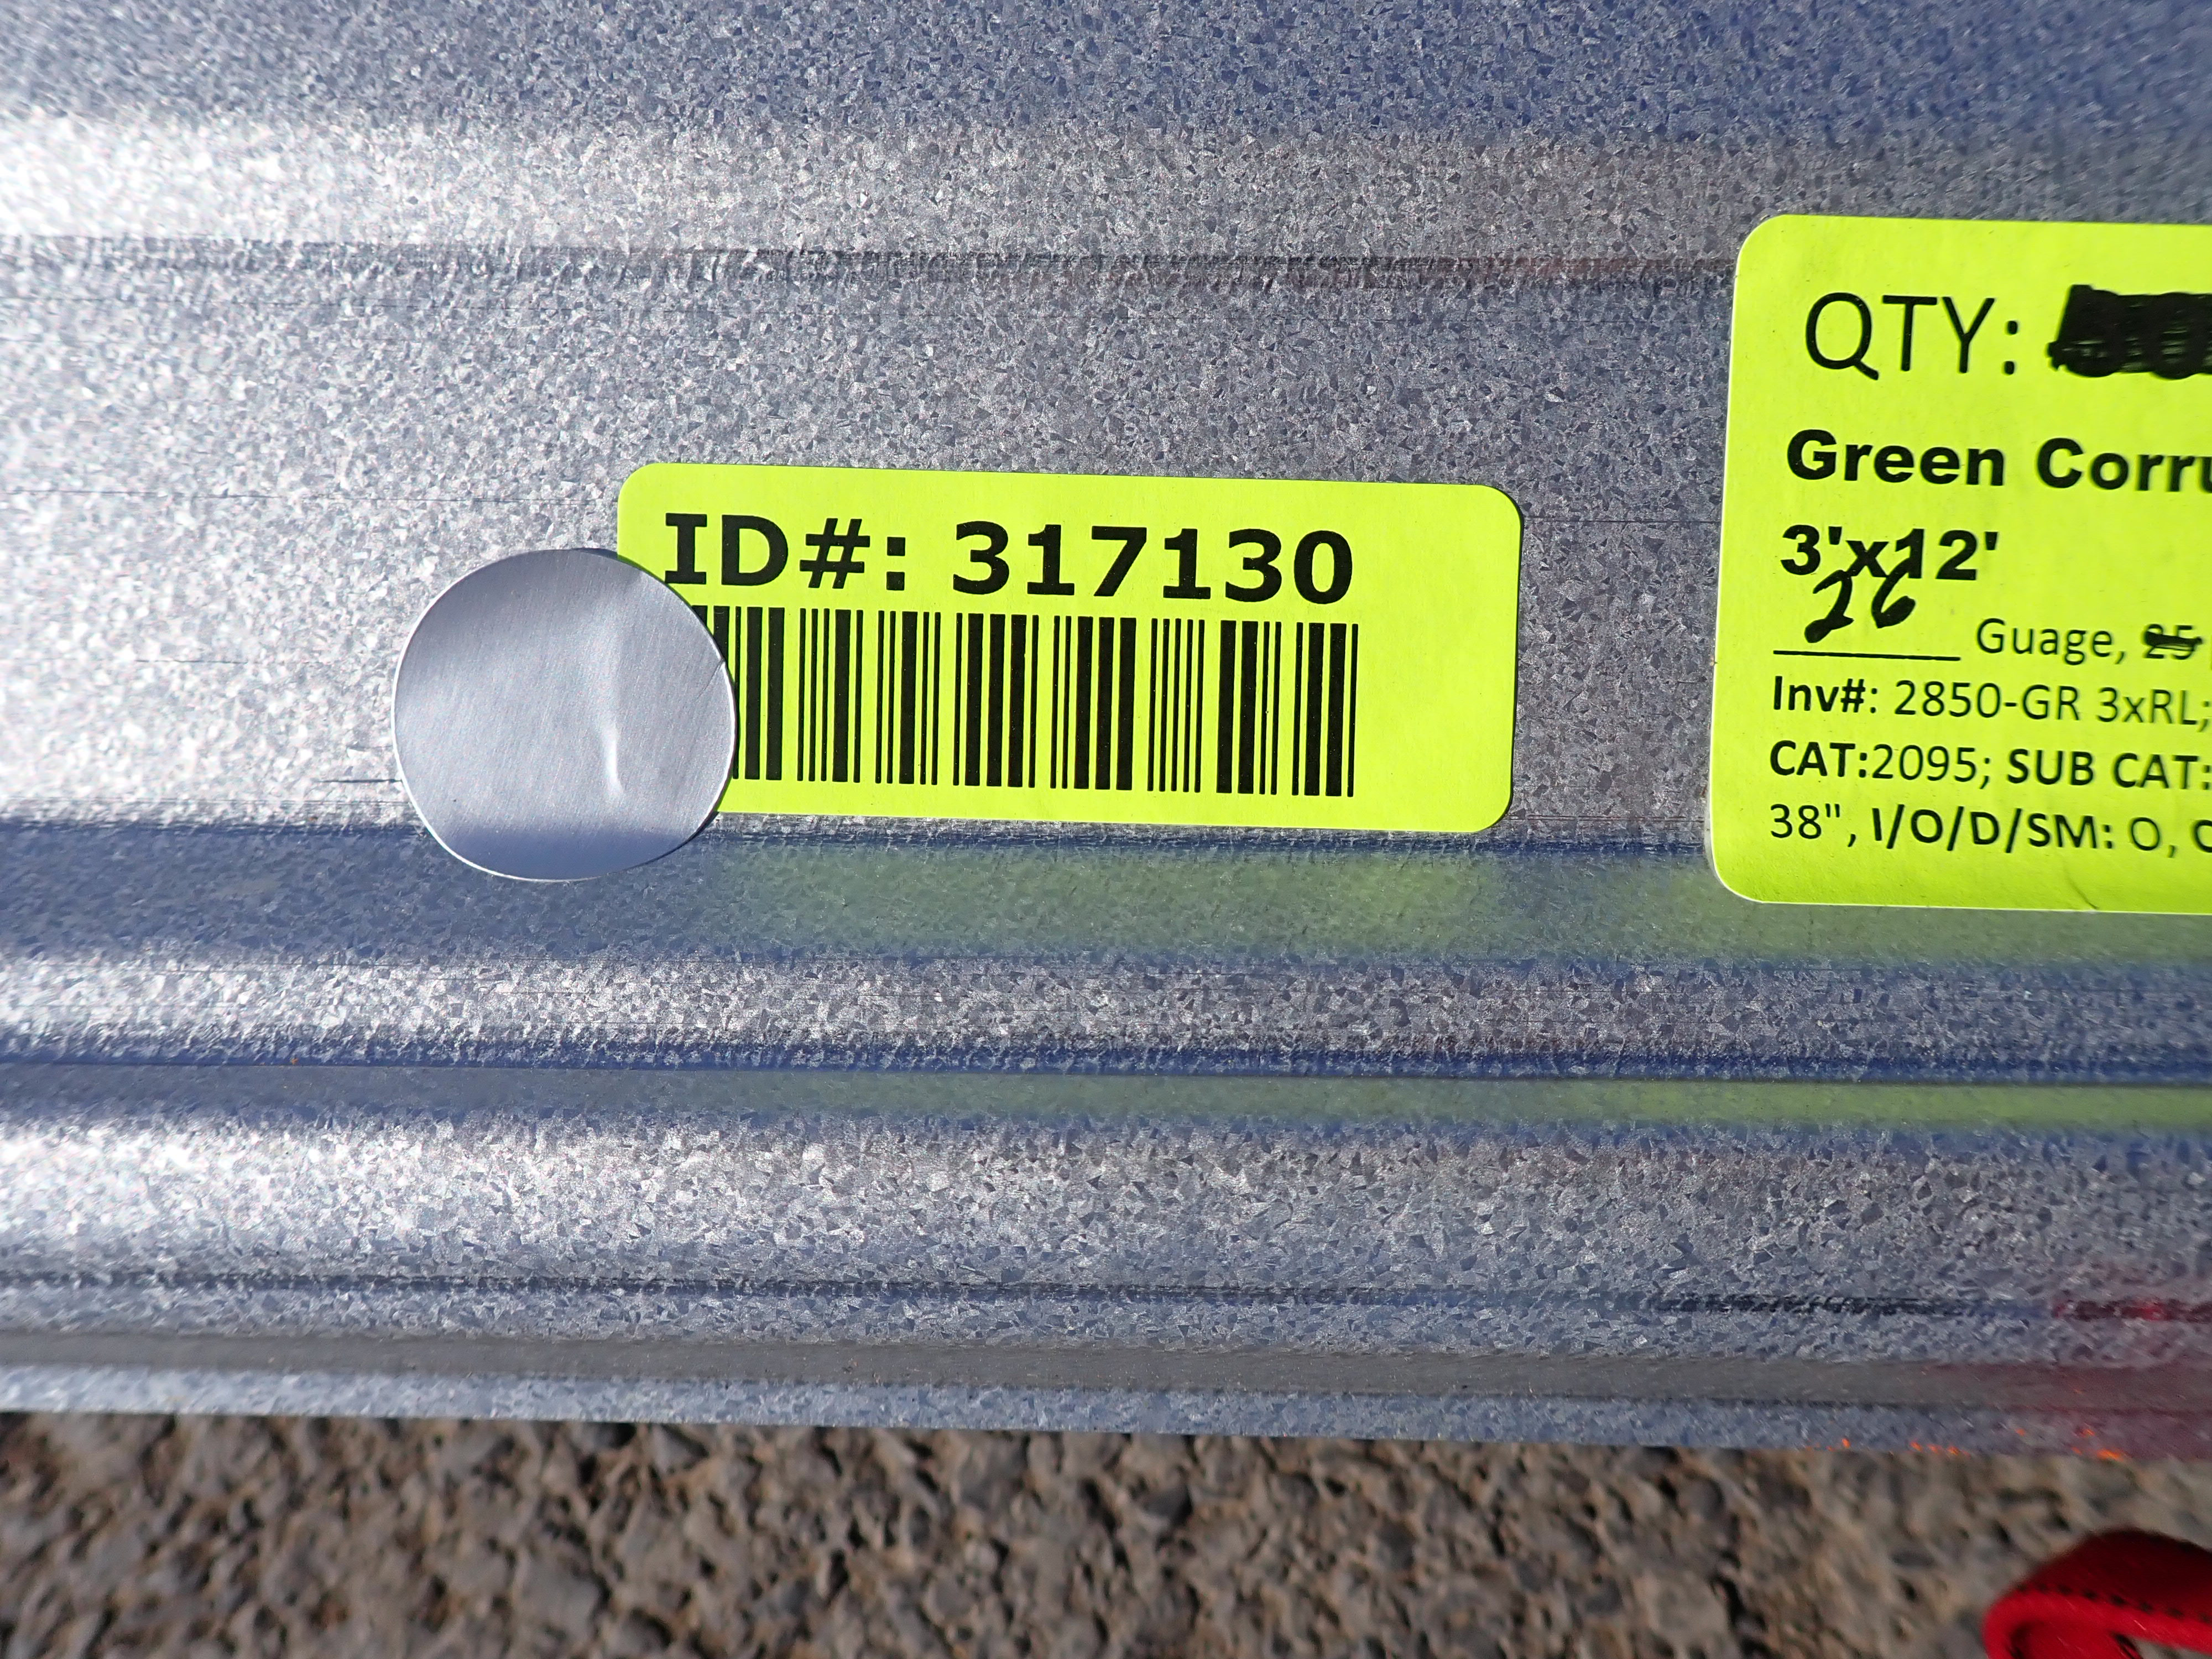 ID#: 317130
QTY:
Green
3'x12'
26 Guage, 25
Inv#: 2850-GR 3xRL;
CAT:2095; SUB CAT:
38", I/O/D/SM: O,